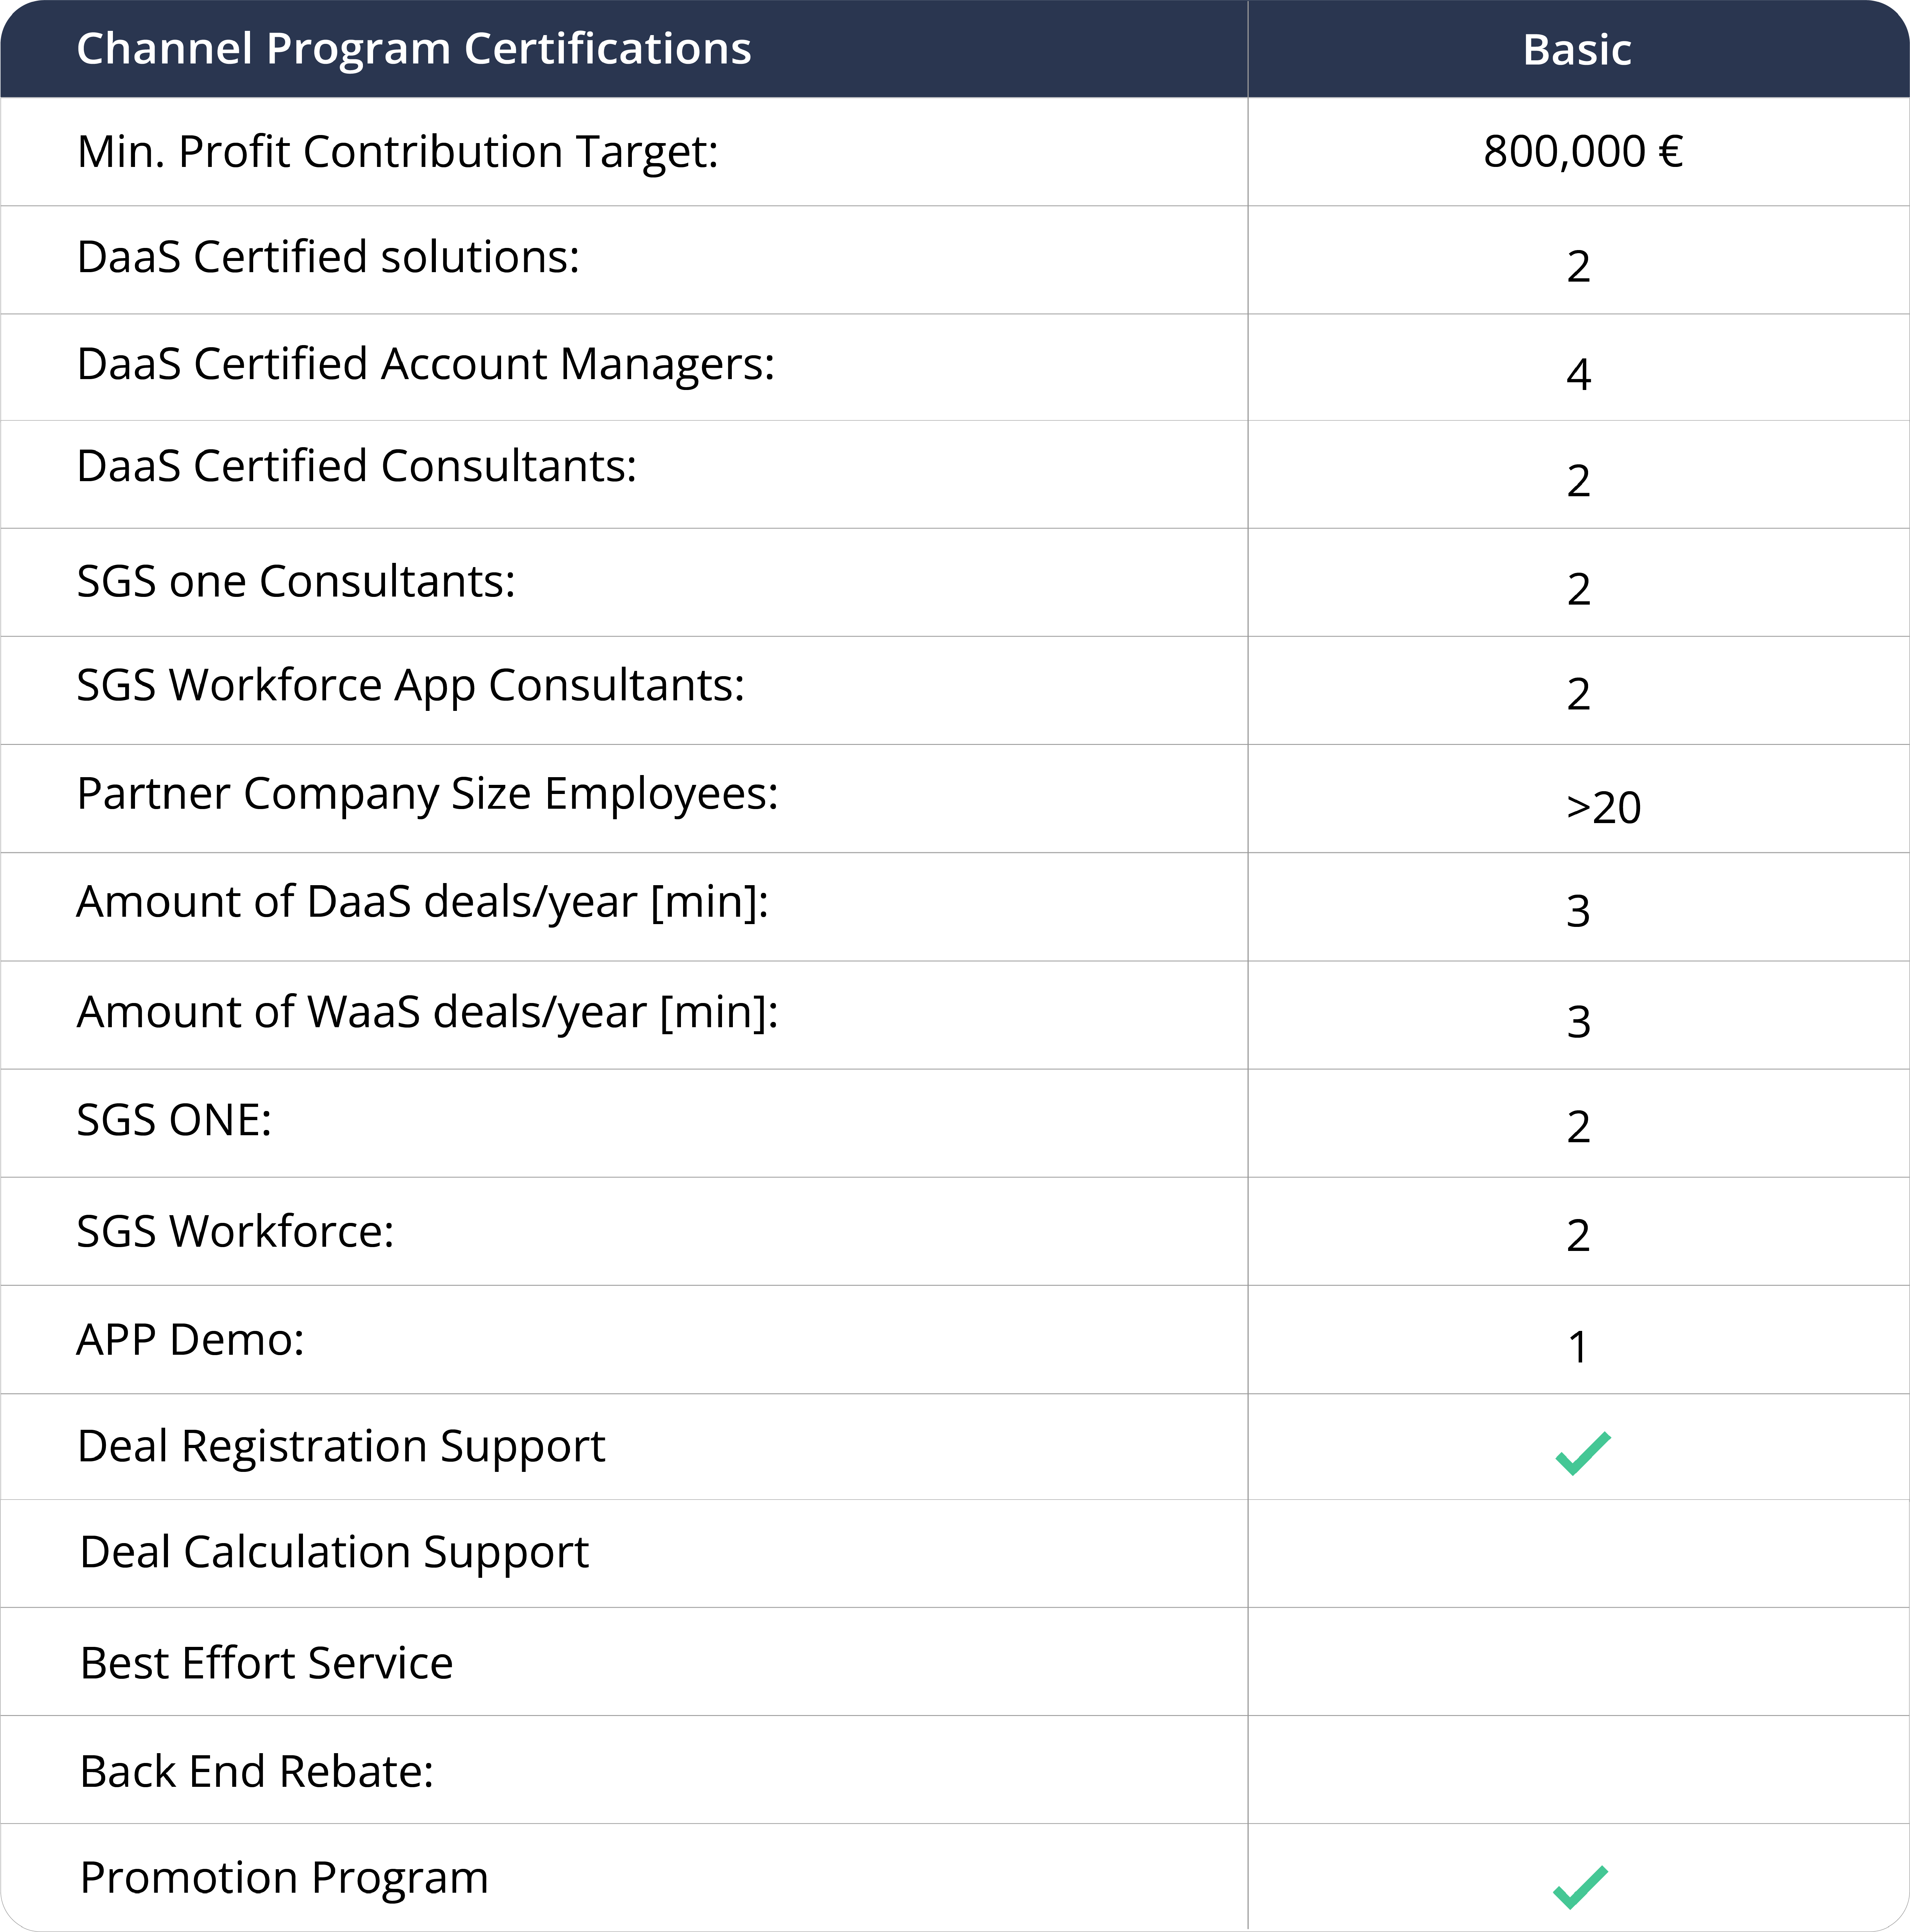 Channel Program Certifications Basic
Min. Profit Contribution Target: 800,000 €
DaaS Certified solutions: 2
DaaS Certified Account Managers: 4
DaaS Certified Consultants: 2
SGS one Consultants: 2
SGS Workforce App Consultants: 2
Partner Company Size Employees: >20
Amount of DaaS deals/year [min]: 3
Amount of WaaS deals/year [min]: 3
SGS ONE: 2
SGS Workforce: 2
APP Demo: 1
Deal Registration Support
Deal Calculation Support
Best Effort Service
Back End Rebate:
Promotion Program